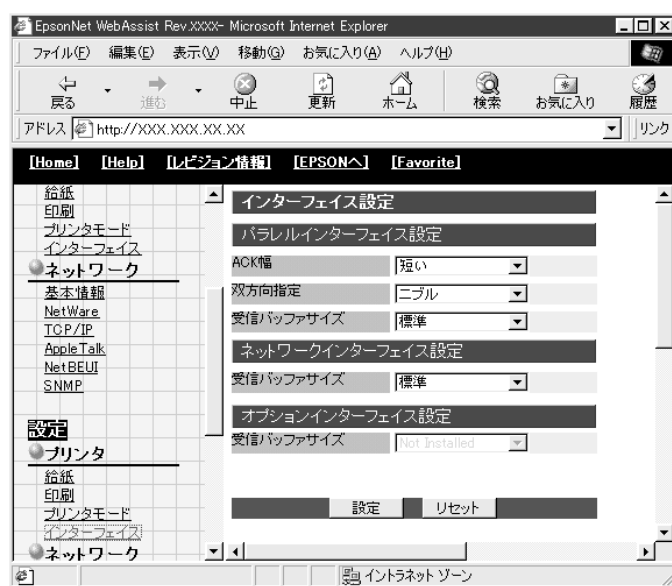 EpsonNet WebAssist Rev.XXXX- Microsoft Internet Explorer
ファイル(F) 編集(E) 表示(V) 移動(G) お気に入り(A) ヘルプ(H)
戻る 進む 中止 更新 ホーム 検索 お気に入り 履歴
アドレス http://XXX.XXX.XX.XX リンク
[Home] [Help] [レビジョン情報] [EPSONへ] [Favorite]
給紙
印刷
プリンタモード
インターフェイス
ネットワーク
基本情報
NetWare
TCP/IP
AppleTalk
NetBEUI
SNMP
設定
プリンタ
給紙
印刷
プリンタモード
インターフェイス
ネットワーク
インターフェイス設定
パラレルインターフェイス設定
ACK幅 短い
双方向指定 ニブル
受信バッファサイズ 標準
ネットワークインターフェイス設定
受信バッファサイズ 標準
オプションインターフェイス設定
受信バッファサイズ Not Installed
設定 リセット
イントラネット ゾーン